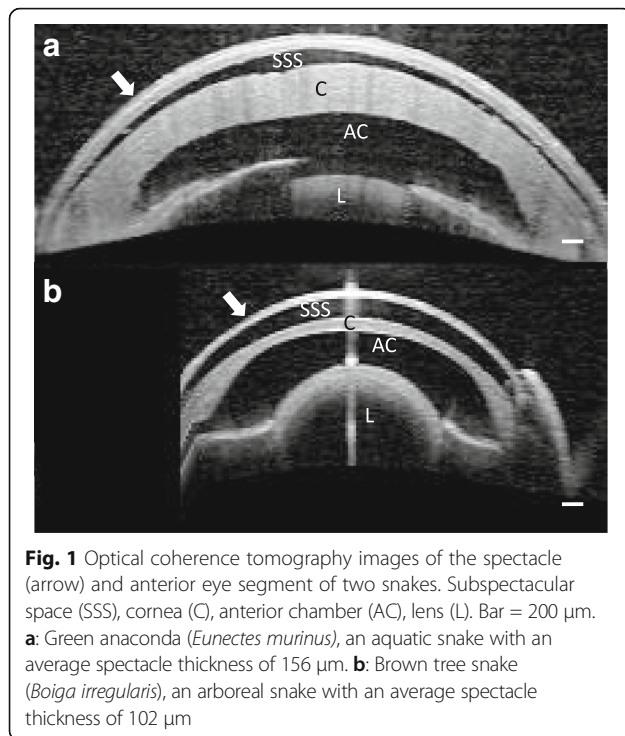 a
SSS
C
AC
L
b
SSS
C
AC
L
Fig. 1 Optical coherence tomography images of the spectacle
(arrow) and anterior eye segment of two snakes. Subspectacular
space (SSS), cornea (C), anterior chamber (AC), lens (L). Bar = 200 μm.
a: Green anaconda (Eunectes murinus), an aquatic snake with an
average spectacle thickness of 156 μm. b: Brown tree snake
(Boiga irregularis), an arboreal snake with an average spectacle
thickness of 102 μm